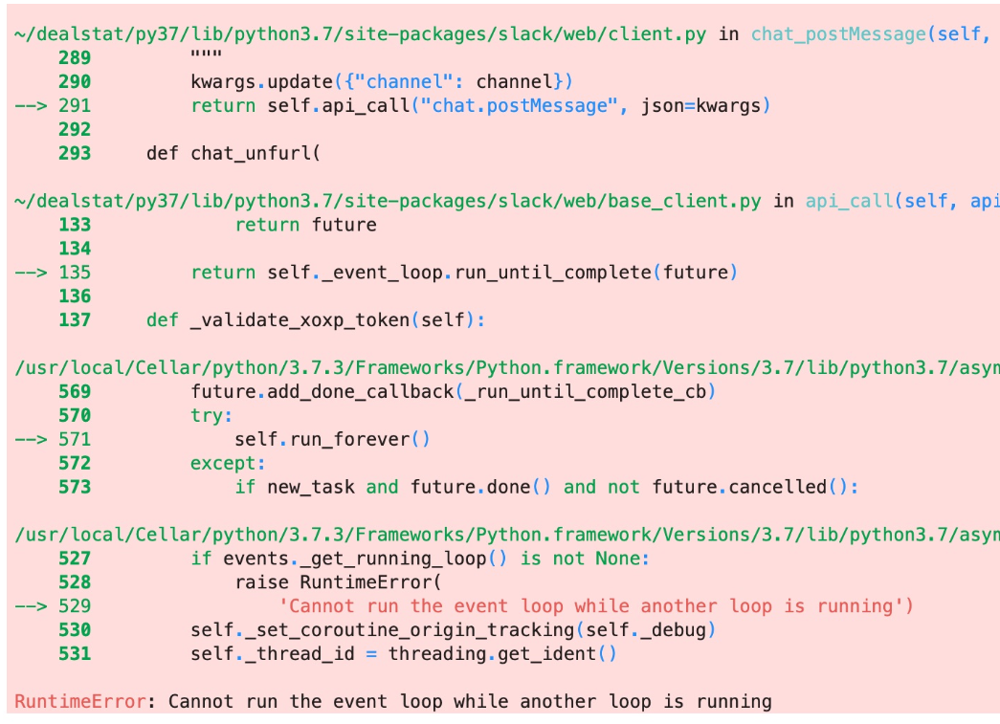 ~/dealstat/py37/lib/python3.7/site-packages/slack/web/client.py in chat_postMessage(self,
    289         """
    290         kwargs.update({"channel": channel})
--> 291         return self.api_call("chat.postMessage", json=kwargs)
    292
    293     def chat_unfurl(

~/dealstat/py37/lib/python3.7/site-packages/slack/web/base_client.py in api_call(self, api
    133             return future
    134
--> 135         return self._event_loop.run_until_complete(future)
    136
    137     def _validate_xoxp_token(self):

/usr/local/Cellar/python/3.7.3/Frameworks/Python.framework/Versions/3.7/lib/python3.7/asyn
    569         future.add_done_callback(_run_until_complete_cb)
    570         try:
--> 571             self.run_forever()
    572         except:
    573             if new_task and future.done() and not future.cancelled():

/usr/local/Cellar/python/3.7.3/Frameworks/Python.framework/Versions/3.7/lib/python3.7/asyn
    527         if events._get_running_loop() is not None:
    528             raise RuntimeError(
--> 529                 'Cannot run the event loop while another loop is running')
    530         self._set_coroutine_origin_tracking(self._debug)
    531         self._thread_id = threading.get_ident()

RuntimeError: Cannot run the event loop while another loop is running